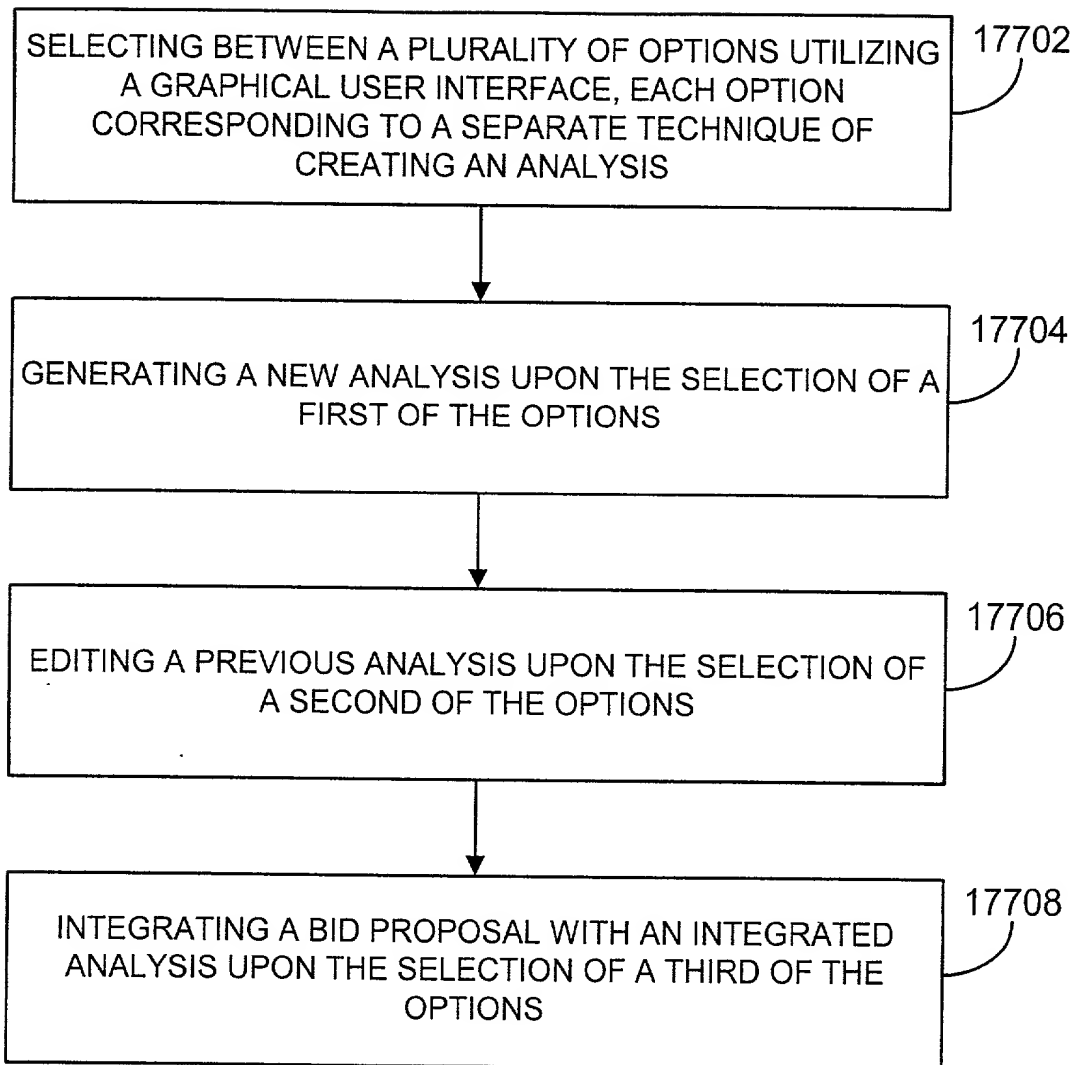 SELECTING BETWEEN A PLURALITY OF OPTIONS UTILIZING
A GRAPHICAL USER INTERFACE, EACH OPTION
CORRESPONDING TO A SEPARATE TECHNIQUE OF
CREATING AN ANALYSIS
17702
GENERATING A NEW ANALYSIS UPON THE SELECTION OF A
FIRST OF THE OPTIONS
17704
EDITING A PREVIOUS ANALYSIS UPON THE SELECTION OF
A SECOND OF THE OPTIONS
17706
INTEGRATING A BID PROPOSAL WITH AN INTEGRATED
ANALYSIS UPON THE SELECTION OF A THIRD OF THE
OPTIONS
17708